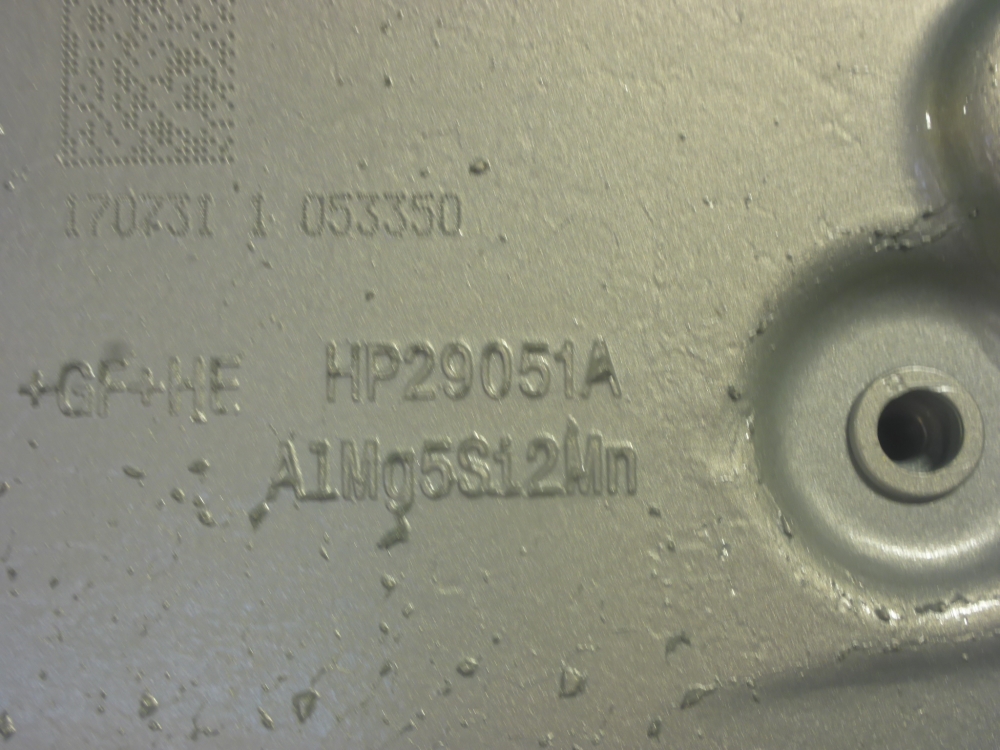 170731 1 053350
+GF+HE HP29051A
AlMg5Si2Mn